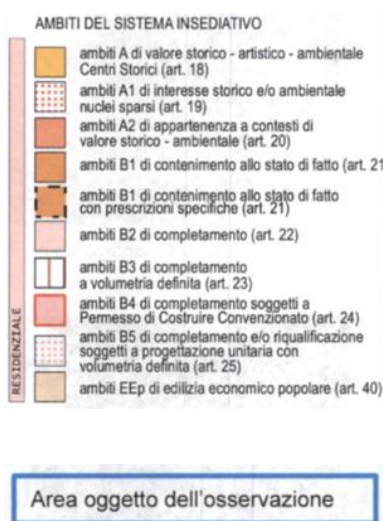 AMBITI DEL SISTEMA INSEDIATIVO
RESIDENZIALE
ambiti A di valore storico - artistico - ambientale
Centri Storici (art. 18)
ambiti A1 di interesse storico e/o ambientale
nuclei sparsi (art. 19)
ambiti A2 di appartenenza a contesti di
valore storico - ambientale (art. 20)
ambiti B1 di contenimento allo stato di fatto (art. 21
ambiti B1 di contenimento allo stato di fatto
con prescrizioni specifiche (art. 21)
ambiti B2 di completamento (art. 22)
ambiti B3 di completamento
a volumetria definita (art. 23)
ambiti B4 di completamento soggetti a
Permesso di Costruire Convenzionato (art. 24)
ambiti B5 di completamento e/o riqualificazione
soggetti a progettazione unitaria con
volumetria definita (art. 25)
ambiti EEp di edilizia economico popolare (art. 40)
Area oggetto dell'osservazione